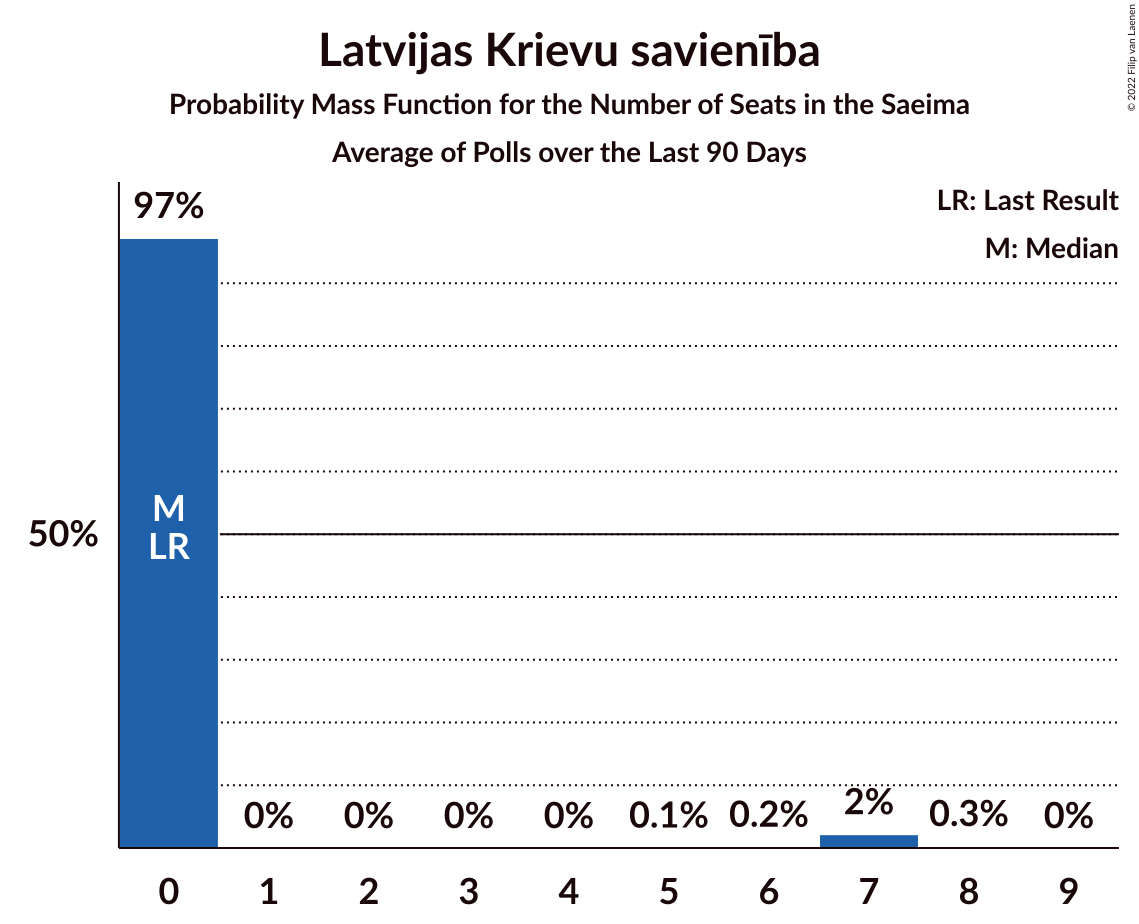 Latvijas Krievu savienība
Probability Mass Function for the Number of Seats in the Saeima
Average of Polls over the Last 90 Days
© 2022 Filip van Laenen
LR: Last Result
M: Median
97%
M
LR
50%
0% 0% 0% 0% 0.1% 0.2% 2% 0.3% 0%
0 1 2 3 4 5 6 7 8 9